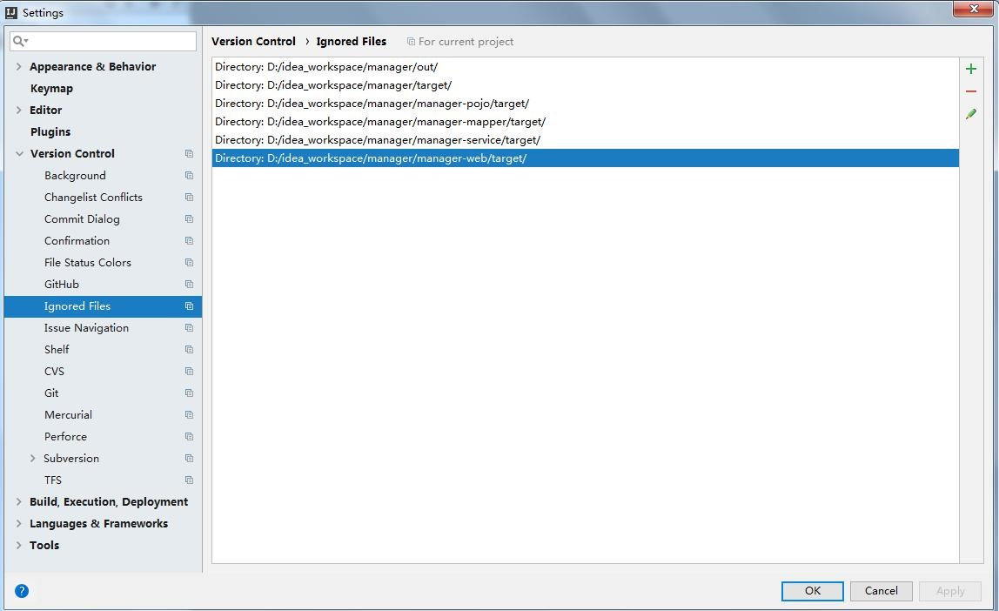 Settings
Version Control › Ignored Files For current project
Appearance & Behavior
Keymap
Editor
Plugins
Version Control
Background
Changelist Conflicts
Commit Dialog
Confirmation
File Status Colors
GitHub
Ignored Files
Issue Navigation
Shelf
CVS
Git
Mercurial
Perforce
Subversion
TFS
Build, Execution, Deployment
Languages & Frameworks
Tools
Directory: D:/idea_workspace/manager/out/
Directory: D:/idea_workspace/manager/target/
Directory: D:/idea_workspace/manager/manager-pojo/target/
Directory: D:/idea_workspace/manager/manager-mapper/target/
Directory: D:/idea_workspace/manager/manager-service/target/
Directory: D:/idea_workspace/manager/manager-web/target/
?
OK Cancel Apply